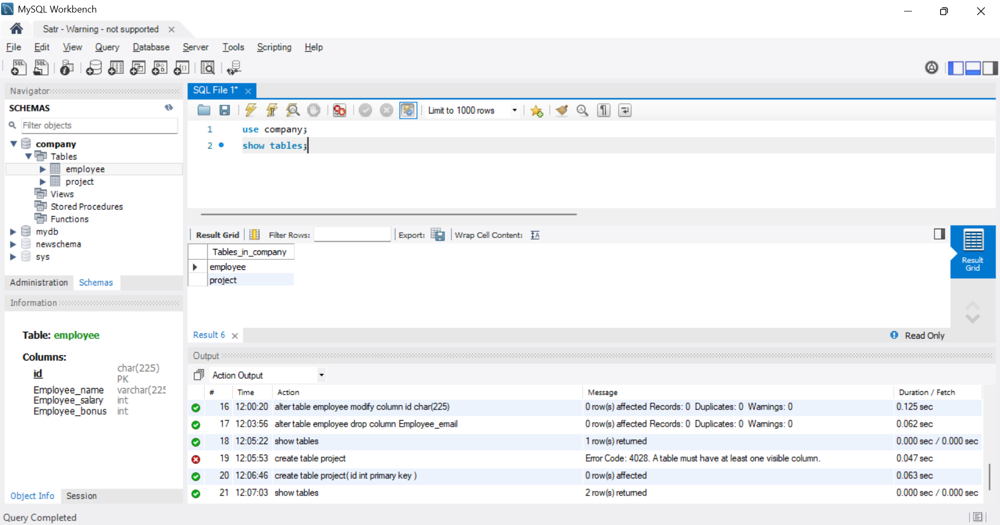 MySQL Workbench
Satr - Warning - not supported
File Edit View Query Database Server Tools Scripting Help
Navigator
SCHEMAS
Filter objects
company
Tables
employee
project
Views
Stored Procedures
Functions
mydb
newschema
sys
Administration Schemas
Information
Table: employee
Columns:
id char(225) PK
Employee_name varchar(225
Employee_salary int
Employee_bonus int
Object Info Session
Query Completed
SQL File 1*
Limit to 1000 rows
1 use company;
2 show tables;
Result Grid Filter Rows: Export: Wrap Cell Content:
Tables_in_company
employee
project
Result Grid
Result 6
Read Only
Output
Action Output
# Time Action Message Duration / Fetch
16 12:00:20 alter table employee modify column id char(225) 0 row(s) affected Records: 0 Duplicates: 0 Warnings: 0 0.125 sec
17 12:03:56 alter table employee drop column Employee_email 0 row(s) affected Records: 0 Duplicates: 0 Warnings: 0 0.062 sec
18 12:05:22 show tables 1 row(s) returned 0.000 sec / 0.000 sec
19 12:05:53 create table project Error Code: 4028. A table must have at least one visible column. 0.047 sec
20 12:06:46 create table project( id int primary key ) 0 row(s) affected 0.063 sec
21 12:07:03 show tables 2 row(s) returned 0.000 sec / 0.000 sec